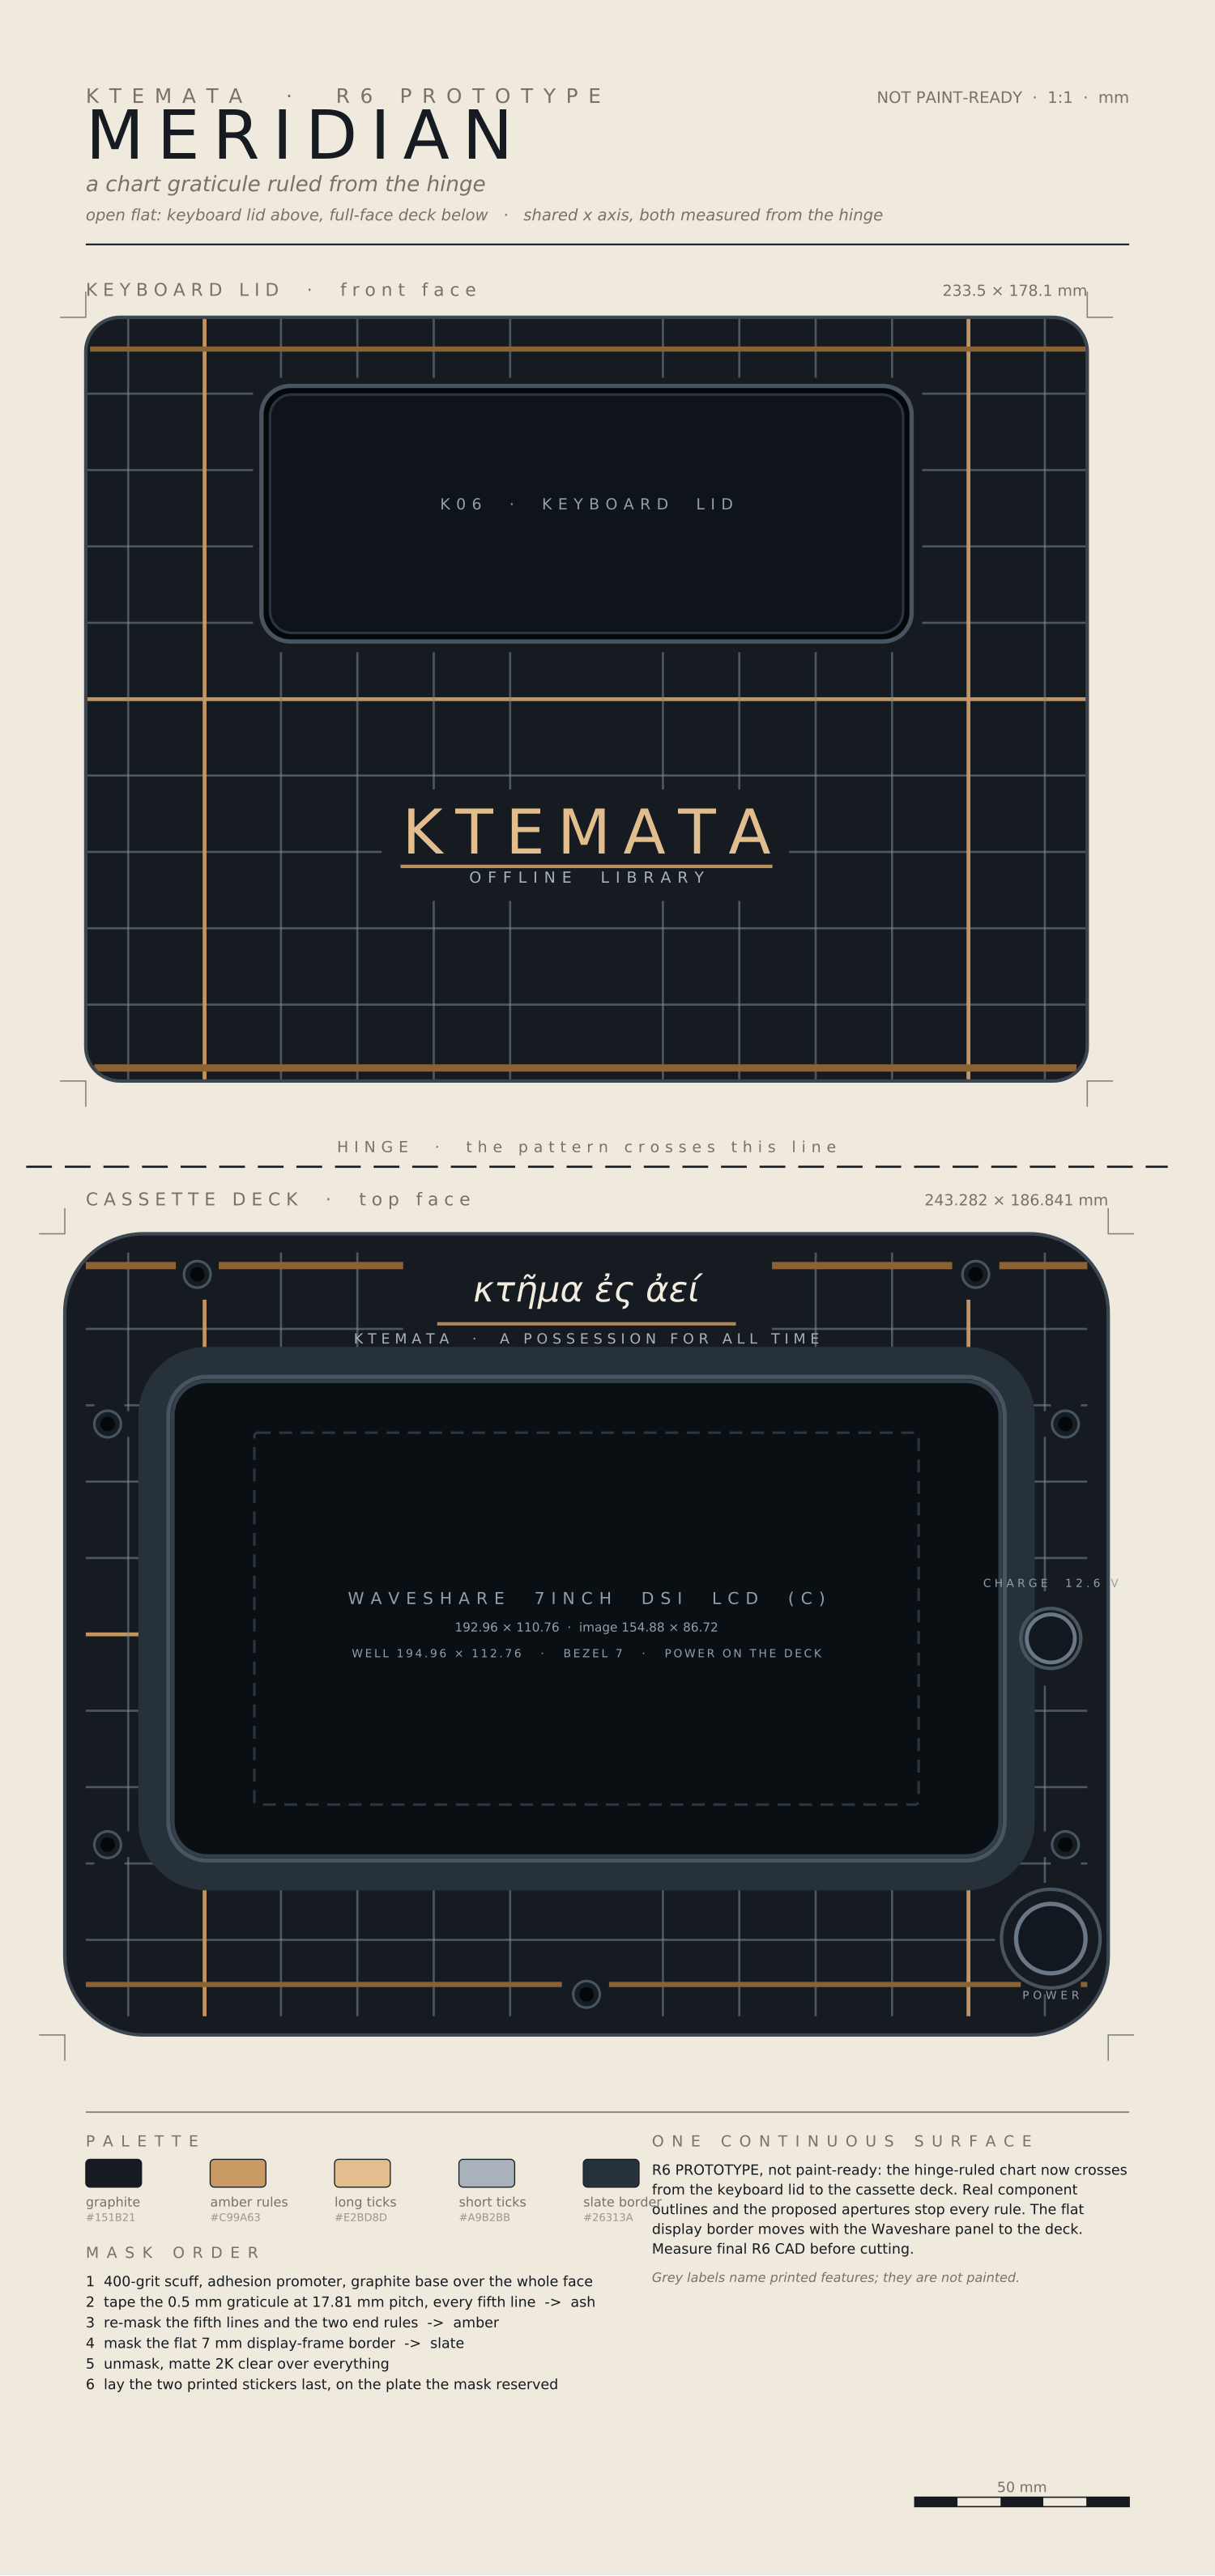 KTEMATA · R6 PROTOTYPE
NOT PAINT-READY · 1:1 · mm
MERIDIAN
a chart graticule ruled from the hinge
open flat: keyboard lid above, full-face deck below · shared x axis, both measured from the hinge
KEYBOARD LID · front face
233.5 × 178.1 mm
K06 · KEYBOARD LID
KTEMATA
OFFLINE LIBRARY
HINGE · the pattern crosses this line
CASSETTE DECK · top face
243.282 × 186.841 mm
κτῆμα ἐς ἀεί
KTEMATA · A POSSESSION FOR ALL TIME
CHARGE 12.6 V
WAVESHARE 7INCH DSI LCD (C)
192.96 × 110.76 · image 154.88 × 86.72
WELL 194.96 × 112.76 · BEZEL 7 · POWER ON THE DECK
POWER
PALETTE
graphite
#151B21
amber rules
#C99A63
long ticks
#E2BD8D
short ticks
#A9B2BB
slate border
#26313A
MASK ORDER
1 400-grit scuff, adhesion promoter, graphite base over the whole face
2 tape the 0.5 mm graticule at 17.81 mm pitch, every fifth line -> ash
3 re-mask the fifth lines and the two end rules -> amber
4 mask the flat 7 mm display-frame border -> slate
5 unmask, matte 2K clear over everything
6 lay the two printed stickers last, on the plate the mask reserved
ONE CONTINUOUS SURFACE
R6 PROTOTYPE, not paint-ready: the hinge-ruled chart now crosses
from the keyboard lid to the cassette deck. Real component
outlines and the proposed apertures stop every rule. The flat
display border moves with the Waveshare panel to the deck.
Measure final R6 CAD before cutting.
Grey labels name printed features; they are not painted.
50 mm